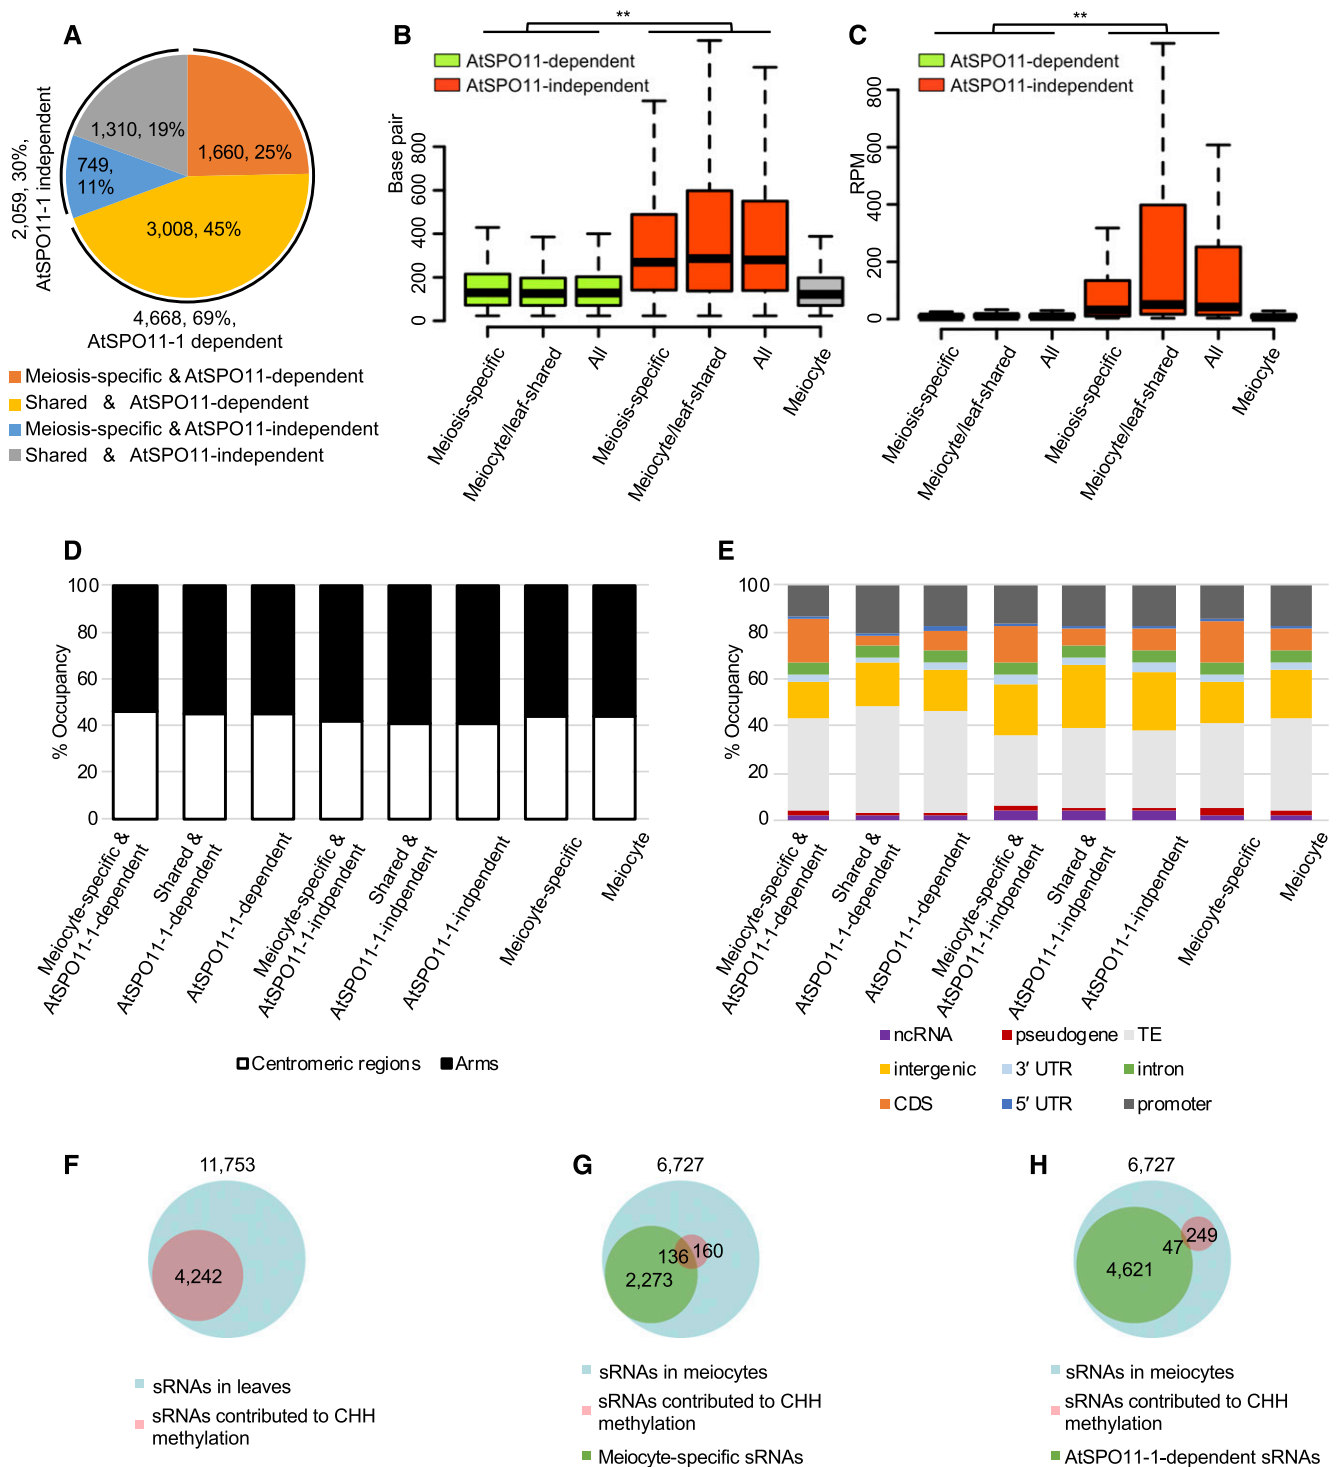 A
1,310, 19%
1,660, 25%
749,
11%
3,008, 45%
2,059, 30%,
AtSPO11-1 independent
4,668, 69%,
AtSPO11-1 dependent
Meiosis-specific & AtSPO11-dependent
Shared & AtSPO11-dependent
Meiosis-specific & AtSPO11-independent
Shared & AtSPO11-independent
B
**
AtSPO11-dependent
AtSPO11-independent
Base pair
800
600
400
200
0
Meiosis-specific
Meiocyte/leaf-shared
All
Meiosis-specific
Meiocyte/leaf-shared
All
Meiocyte
C
**
AtSPO11-dependent
AtSPO11-independent
RPM
800
600
400
200
0
Meiosis-specific
Meiocyte/leaf-shared
All
Meiosis-specific
Meiocyte/leaf-shared
All
Meiocyte
D
% Occupancy
100
80
60
40
20
0
Meiocyte-specific &
AtSPO11-1-dependent
Shared &
AtSPO11-1-dependent
AtSPO11-1-dependent
Meiocyte-specific &
AtSPO11-1-indpendent
Shared &
AtSPO11-1-indpendent
AtSPO11-1-indpendent
Meicoyte-specific
Meiocyte
Centromeric regions
Arms
E
% Occupancy
100
80
60
40
20
0
Meiocyte-specific &
AtSPO11-1-dependent
Shared &
AtSPO11-1-dependent
AtSPO11-1-dependent
Meiocyte-specific &
AtSPO11-1-indpendent
Shared &
AtSPO11-1-indpendent
AtSPO11-1-indpendent
Meicoyte-specific
Meiocyte
ncRNA pseudogene TE
intergenic 3′ UTR intron
CDS 5′ UTR promoter
F
11,753
4,242
sRNAs in leaves
sRNAs contributed to CHH
methylation
G
6,727
136 160
2,273
sRNAs in meiocytes
sRNAs contributed to CHH
methylation
Meiocyte-specific sRNAs
H
6,727
249
47
4,621
sRNAs in meiocytes
sRNAs contributed to CHH
methylation
AtSPO11-1-dependent sRNAs